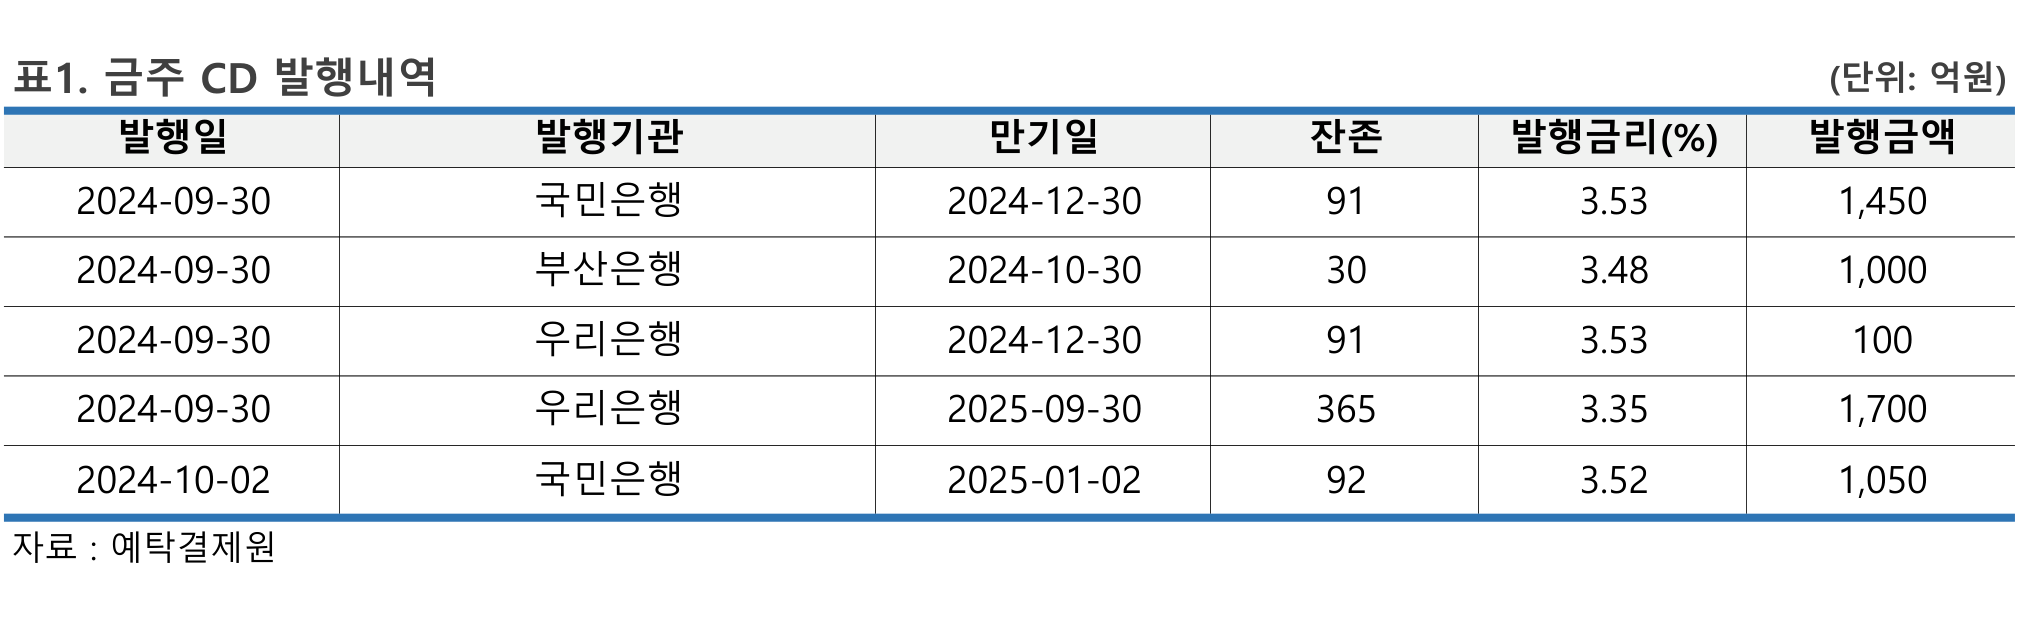 표1. 금주 CD 발행내역 (단위: 억원)
발행일 발행기관 만기일 잔존 발행금리(%) 발행금액
2024-09-30 국민은행 2024-12-30 91 3.53 1,450
2024-09-30 부산은행 2024-10-30 30 3.48 1,000
2024-09-30 우리은행 2024-12-30 91 3.53 100
2024-09-30 우리은행 2025-09-30 365 3.35 1,700
2024-10-02 국민은행 2025-01-02 92 3.52 1,050
자료 : 예탁결제원